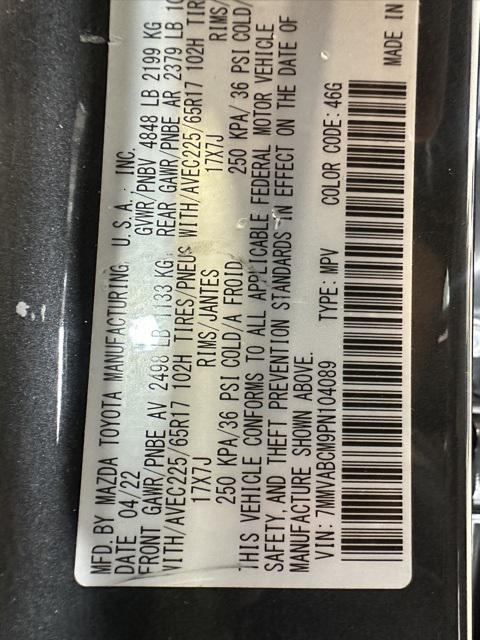 MFD. BY MAZDA TOYOTA MANUFACTURING, U.S.A., INC.
DATE 04/22 GVWR/PNBV 4848 LB 2199 KG
FRONT GAWR/PNBE AV 2498 LB 1133 KG REAR GAWR/PNBE AR 2379 LB
WITH/AVEC225/65R17 102H TIRES/PNEUS WITH/AVEC225/65R17 102H
17X7J RIMS/JANTES 17X7J
250 KPA/36 PSI COLD/A FROID 250 KPA/ 36 PSI COLD/
THIS VEHICLE CONFORMS TO ALL APPLICABLE FEDERAL MOTOR VEHICLE
SAFETY, AND THEFT PREVENTION STANDARDS IN EFFECT ON THE DATE OF
MANUFACTURE SHOWN ABOVE.
VIN: 7MMVABCM9PN104089 TYPE: MPV COLOR CODE: 46G
MADE IN